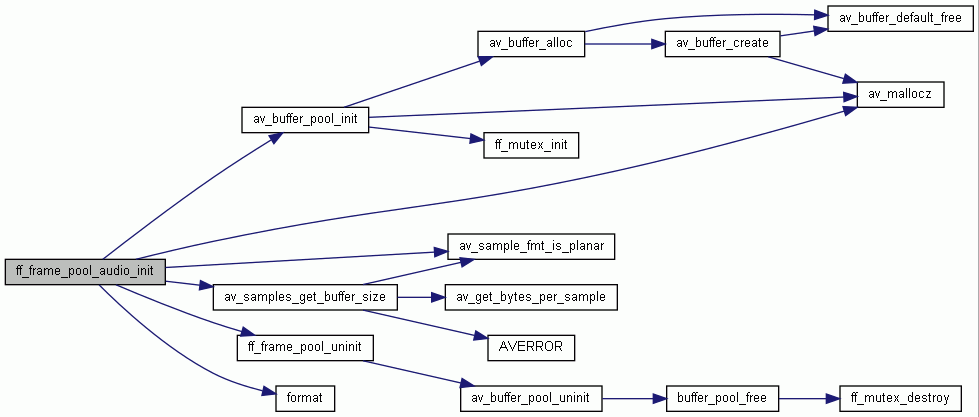 av_buffer_default_free
av_buffer_alloc
av_buffer_create
av_mallocz
av_buffer_pool_init
ff_mutex_init
av_sample_fmt_is_planar
ff_frame_pool_audio_init
av_samples_get_buffer_size
av_get_bytes_per_sample
ff_frame_pool_uninit
AVERROR
format
av_buffer_pool_uninit
buffer_pool_free
ff_mutex_destroy